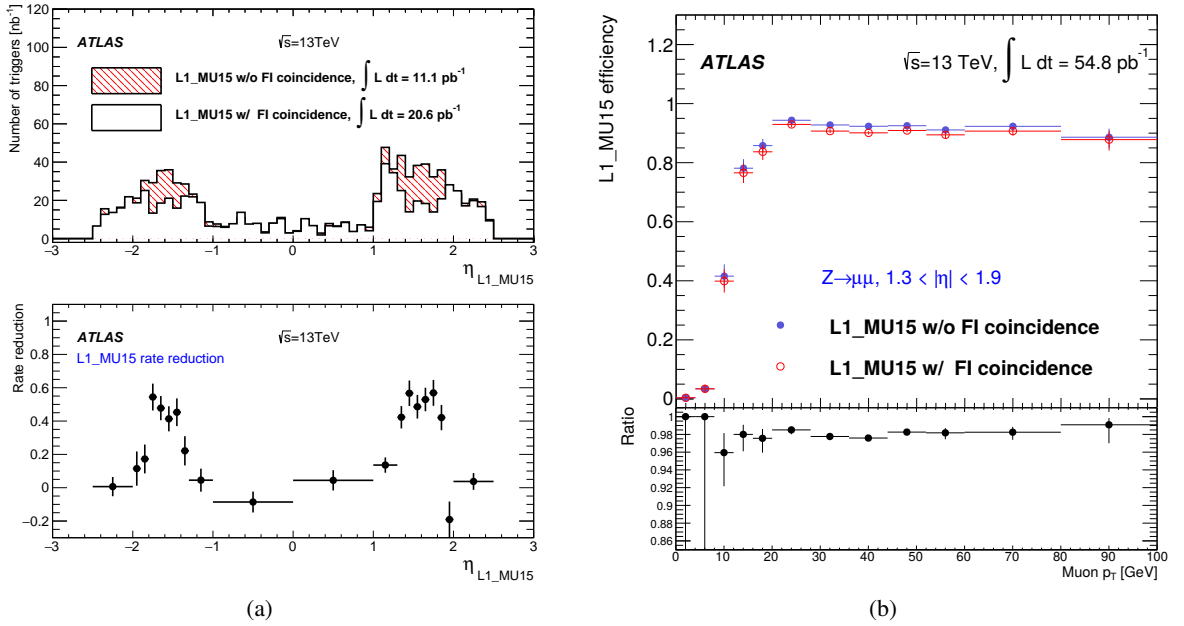 Number of triggers [nb⁻¹]
120
100
80
60
40
20
0
ATLAS √s=13TeV
L1_MU15 w/o FI coincidence, ∫ L dt = 11.1 pb⁻¹
L1_MU15 w/ FI coincidence, ∫ L dt = 20.6 pb⁻¹
−3 −2 −1 0 1 2 3
η L1_MU15
Rate reduction
1
0.8
0.6
0.4
0.2
0
−0.2
ATLAS √s=13TeV
L1_MU15 rate reduction
−3 −2 −1 0 1 2 3
η L1_MU15
(a)
L1_MU15 efficiency
1.2
1
0.8
0.6
0.4
0.2
0
ATLAS √s=13 TeV, ∫ L dt = 54.8 pb⁻¹
Z→μμ, 1.3 < |η| < 1.9
L1_MU15 w/o FI coincidence
L1_MU15 w/ FI coincidence
Ratio
1
0.98
0.96
0.94
0.92
0.9
0.88
0.86
0 10 20 30 40 50 60 70 80 90 100
Muon p_T [GeV]
(b)